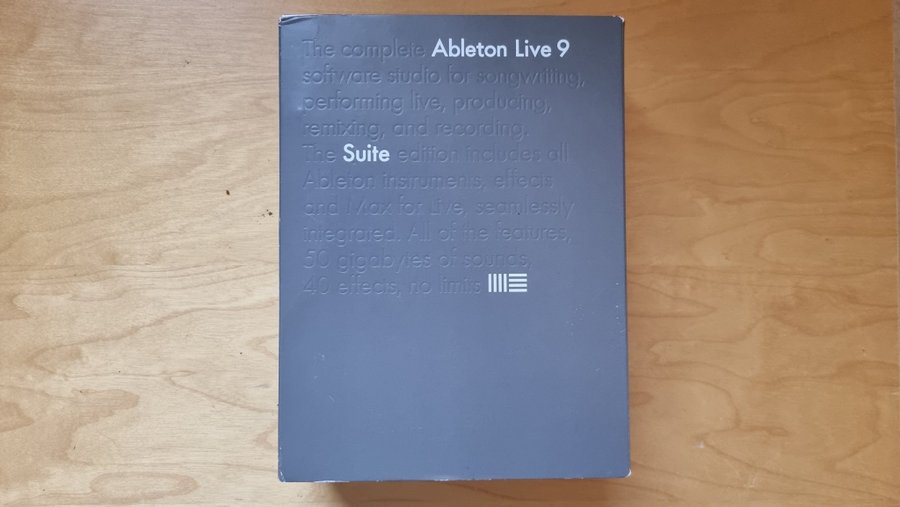 The complete Ableton Live 9
software studio for songwriting,
performing live, producing,
remixing, and recording.
The Suite edition includes all
Ableton instruments, effects
and Max for Live, seamlessly
integrated. All of the features,
50 gigabytes of sounds,
40 effects, no limits